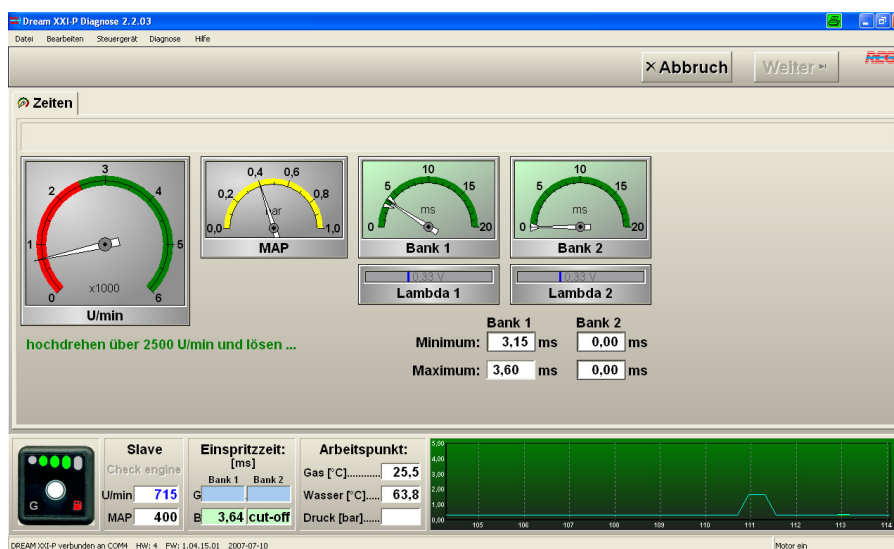 Dream XXI-P Diagnose 2.2.03
Datei Bearbeiten Steuergerät Diagnose Hilfe
Abbruch Weiter
Zeiten
3
2 4
1 5
0 x1000 6
U/min
0,4 0,6
0,2 0,8
bar
0,0 1,0
MAP
10
5 15
ms
0 20
Bank 1
10
5 15
ms
0 20
Bank 2
0,33 V
Lambda 1
0,33 V
Lambda 2
hochdrehen über 2500 U/min und lösen ...
Bank 1 Bank 2
Minimum: 3,15 ms 0,00 ms
Maximum: 3,60 ms 0,00 ms
G
Slave
Check engine
U/min 715
MAP 400
Einspritzzeit:
[ms]
Bank 1 Bank 2
G
B 3,64 cut-off
Arbeitspunkt:
Gas [°C]........... 25,5
Wasser [°C]..... 63,8
Druck [bar]......
5,00
4,00
3,00
2,00
1,00
0,00
105 106 107 108 109 110 111 112 113 114
DREAM XXI-P verbunden an COM4 HW: 4 FW: 1.04.15.01 2007-07-10 Motor ein